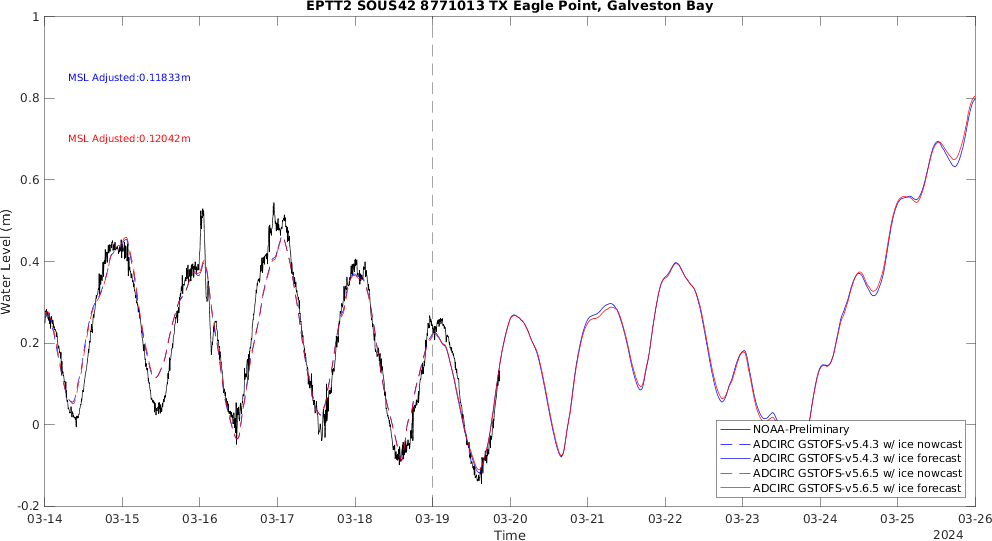 EPTT2 SOUS42 8771013 TX Eagle Point, Galveston Bay
1
0.8
0.6
0.4
0.2
0
-0.2
Water Level (m)
MSL Adjusted:0.11833m
MSL Adjusted:0.12042m
NOAA-Preliminary
ADCIRC GSTOFS-v5.4.3 w/ ice nowcast
ADCIRC GSTOFS-v5.4.3 w/ ice forecast
ADCIRC GSTOFS-v5.6.5 w/ ice nowcast
ADCIRC GSTOFS-v5.6.5 w/ ice forecast
03-14 03-15 03-16 03-17 03-18 03-19 03-20 03-21 03-22 03-23 03-24 03-25 03-26
Time
2024